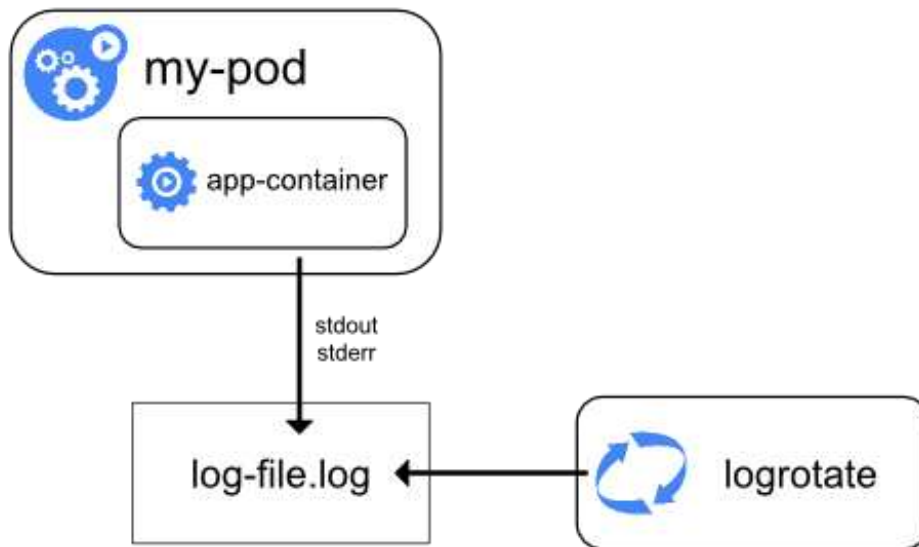 my-pod
app-container
stdout
stderr
log-file.log
logrotate